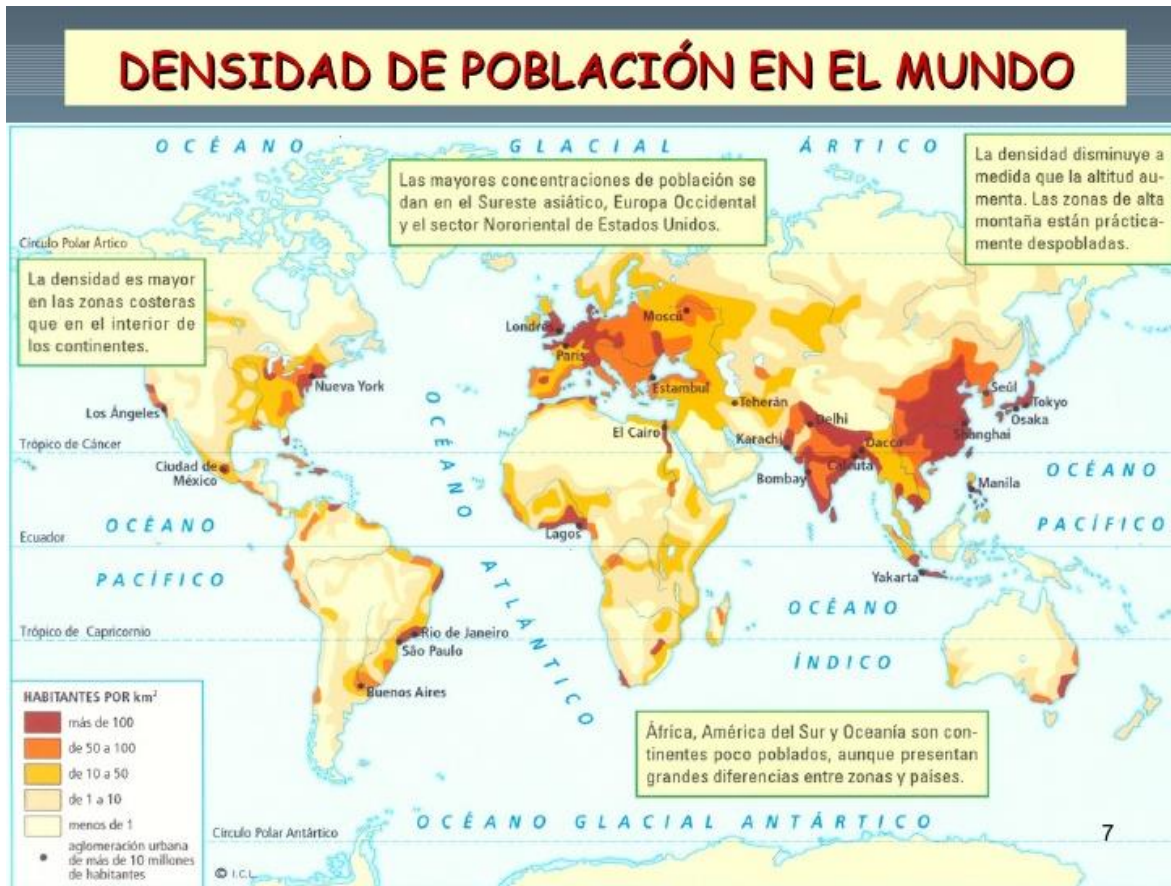 DENSIDAD DE POBLACIÓN EN EL MUNDO
OCÉANO GLACIAL ÁRTICO
Las mayores concentraciones de población se
dan en el Sureste asiático, Europa Occidental
y el sector Nororiental de Estados Unidos.
La densidad disminuye a
medida que la altitud au-
menta. Las zonas de alta
montaña están práctica-
mente despobladas.
Círculo Polar Ártico
La densidad es mayor
en las zonas costeras
que en el interior de
los continentes.
Moscú
Londres
París
Nueva York
Estambul
Seúl
Los Ángeles
Teherán
Tokyo
Osaka
OCÉANO
ATLÁNTICO
El Cairo
Delhi
Karachi
Dacca
Shanghai
Trópico de Cáncer
Ciudad de
México
Calcuta
Bombay
Manila
OCÉANO
PACÍFICO
OCÉANO
PACÍFICO
Lagos
Ecuador
Yakarta
OCÉANO
ÍNDICO
Trópico de Capricornio
Rio de Janeiro
São Paulo
Buenos Aires
HABITANTES POR km²
más de 100
de 50 a 100
de 10 a 50
de 1 a 10
menos de 1
aglomeración urbana
de más de 10 millones
de habitantes
África, América del Sur y Oceanía son con-
tinentes poco poblados, aunque presentan
grandes diferencias entre zonas y países.
OCÉANO GLACIAL ANTÁRTICO
Círculo Polar Antártico
© I.C.L.
7